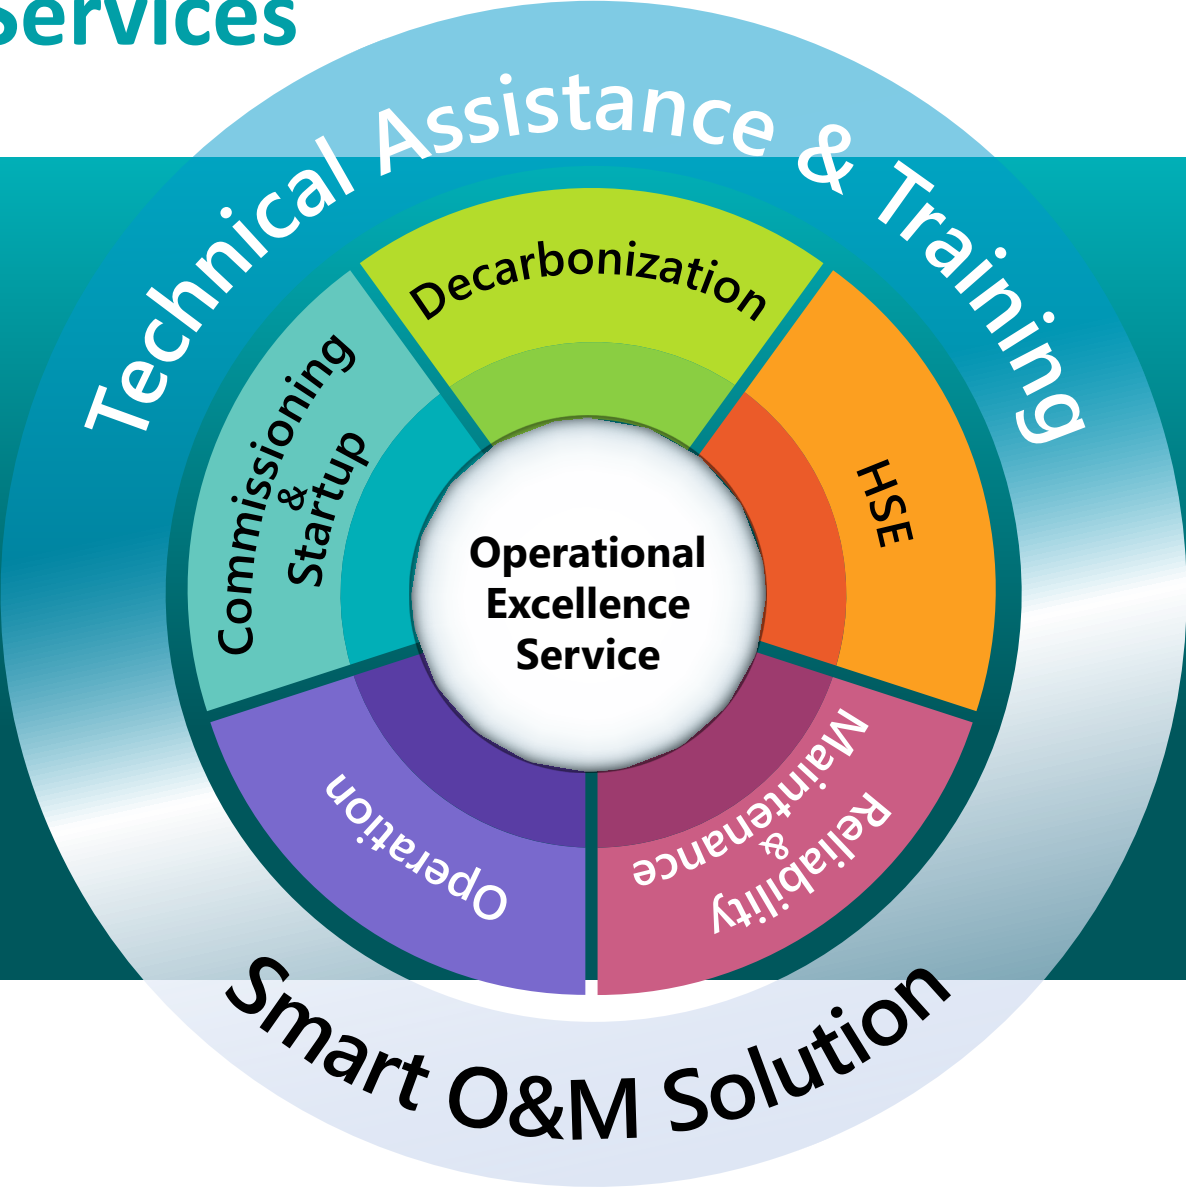 Services
Technical Assistance & Training
Decarbonization
HSE
Reliability
&
Maintenance
Operation
Commissioning
&
Startup
Operational
Excellence
Service
Smart O&M Solution